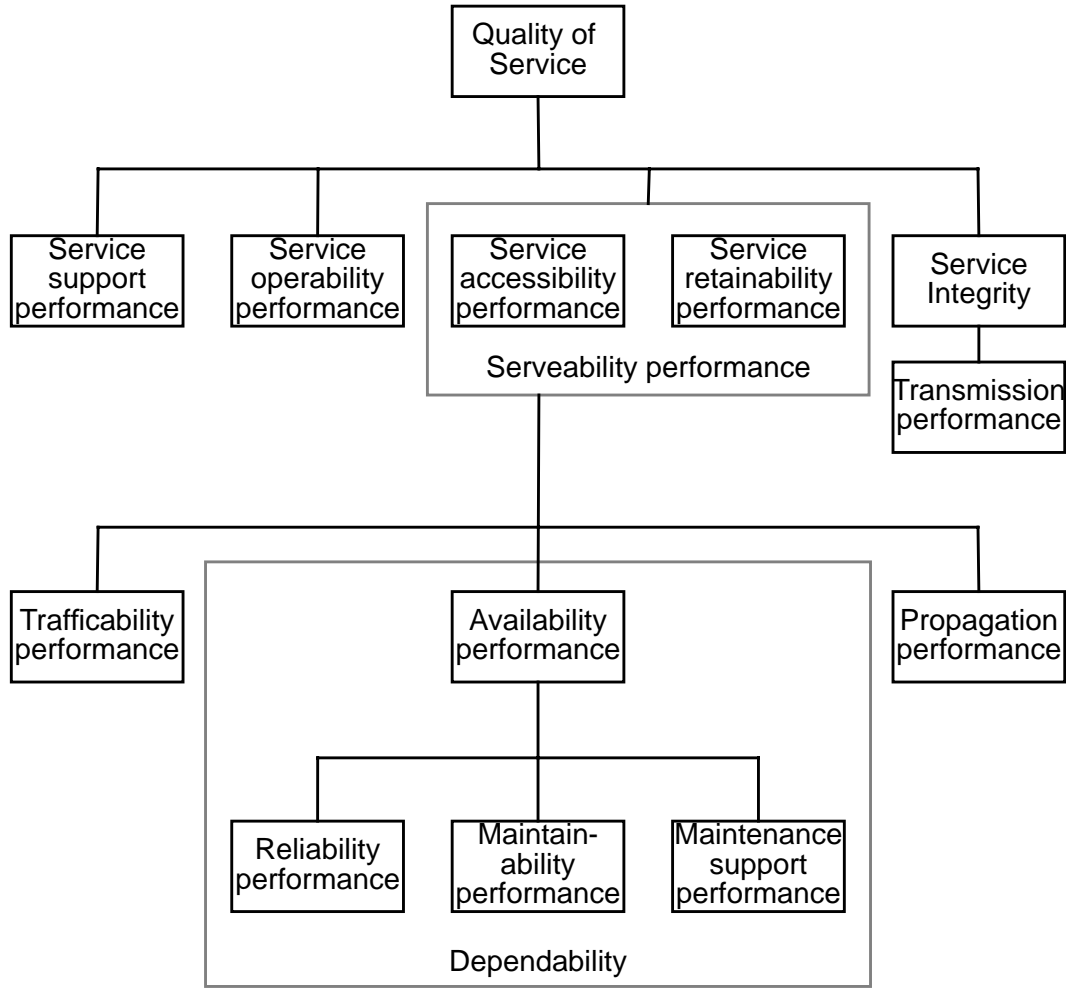 Quality of
Service
Service
support
performance
Service
operability
performance
Service
accessibility
performance
Service
retainability
performance
Service
Integrity
Serveability performance
Transmission
performance
Trafficability
performance
Availability
performance
Propagation
performance
Reliability
performance
Maintain-
ability
performance
Maintenance
support
performance
Dependability